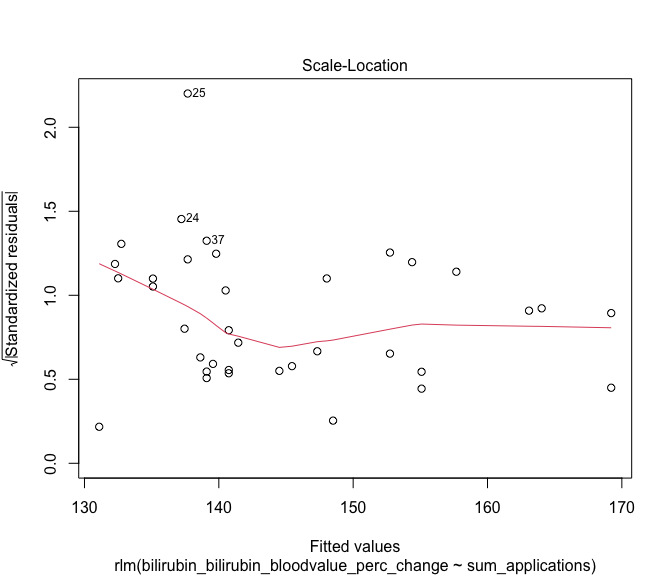 Scale-Location
√|Standardized residuals|
2.0
1.5
1.0
0.5
0.0
25
24
37
130 140 150 160 170
Fitted values
rlm(bilirubin_bilirubin_bloodvalue_perc_change ~ sum_applications)